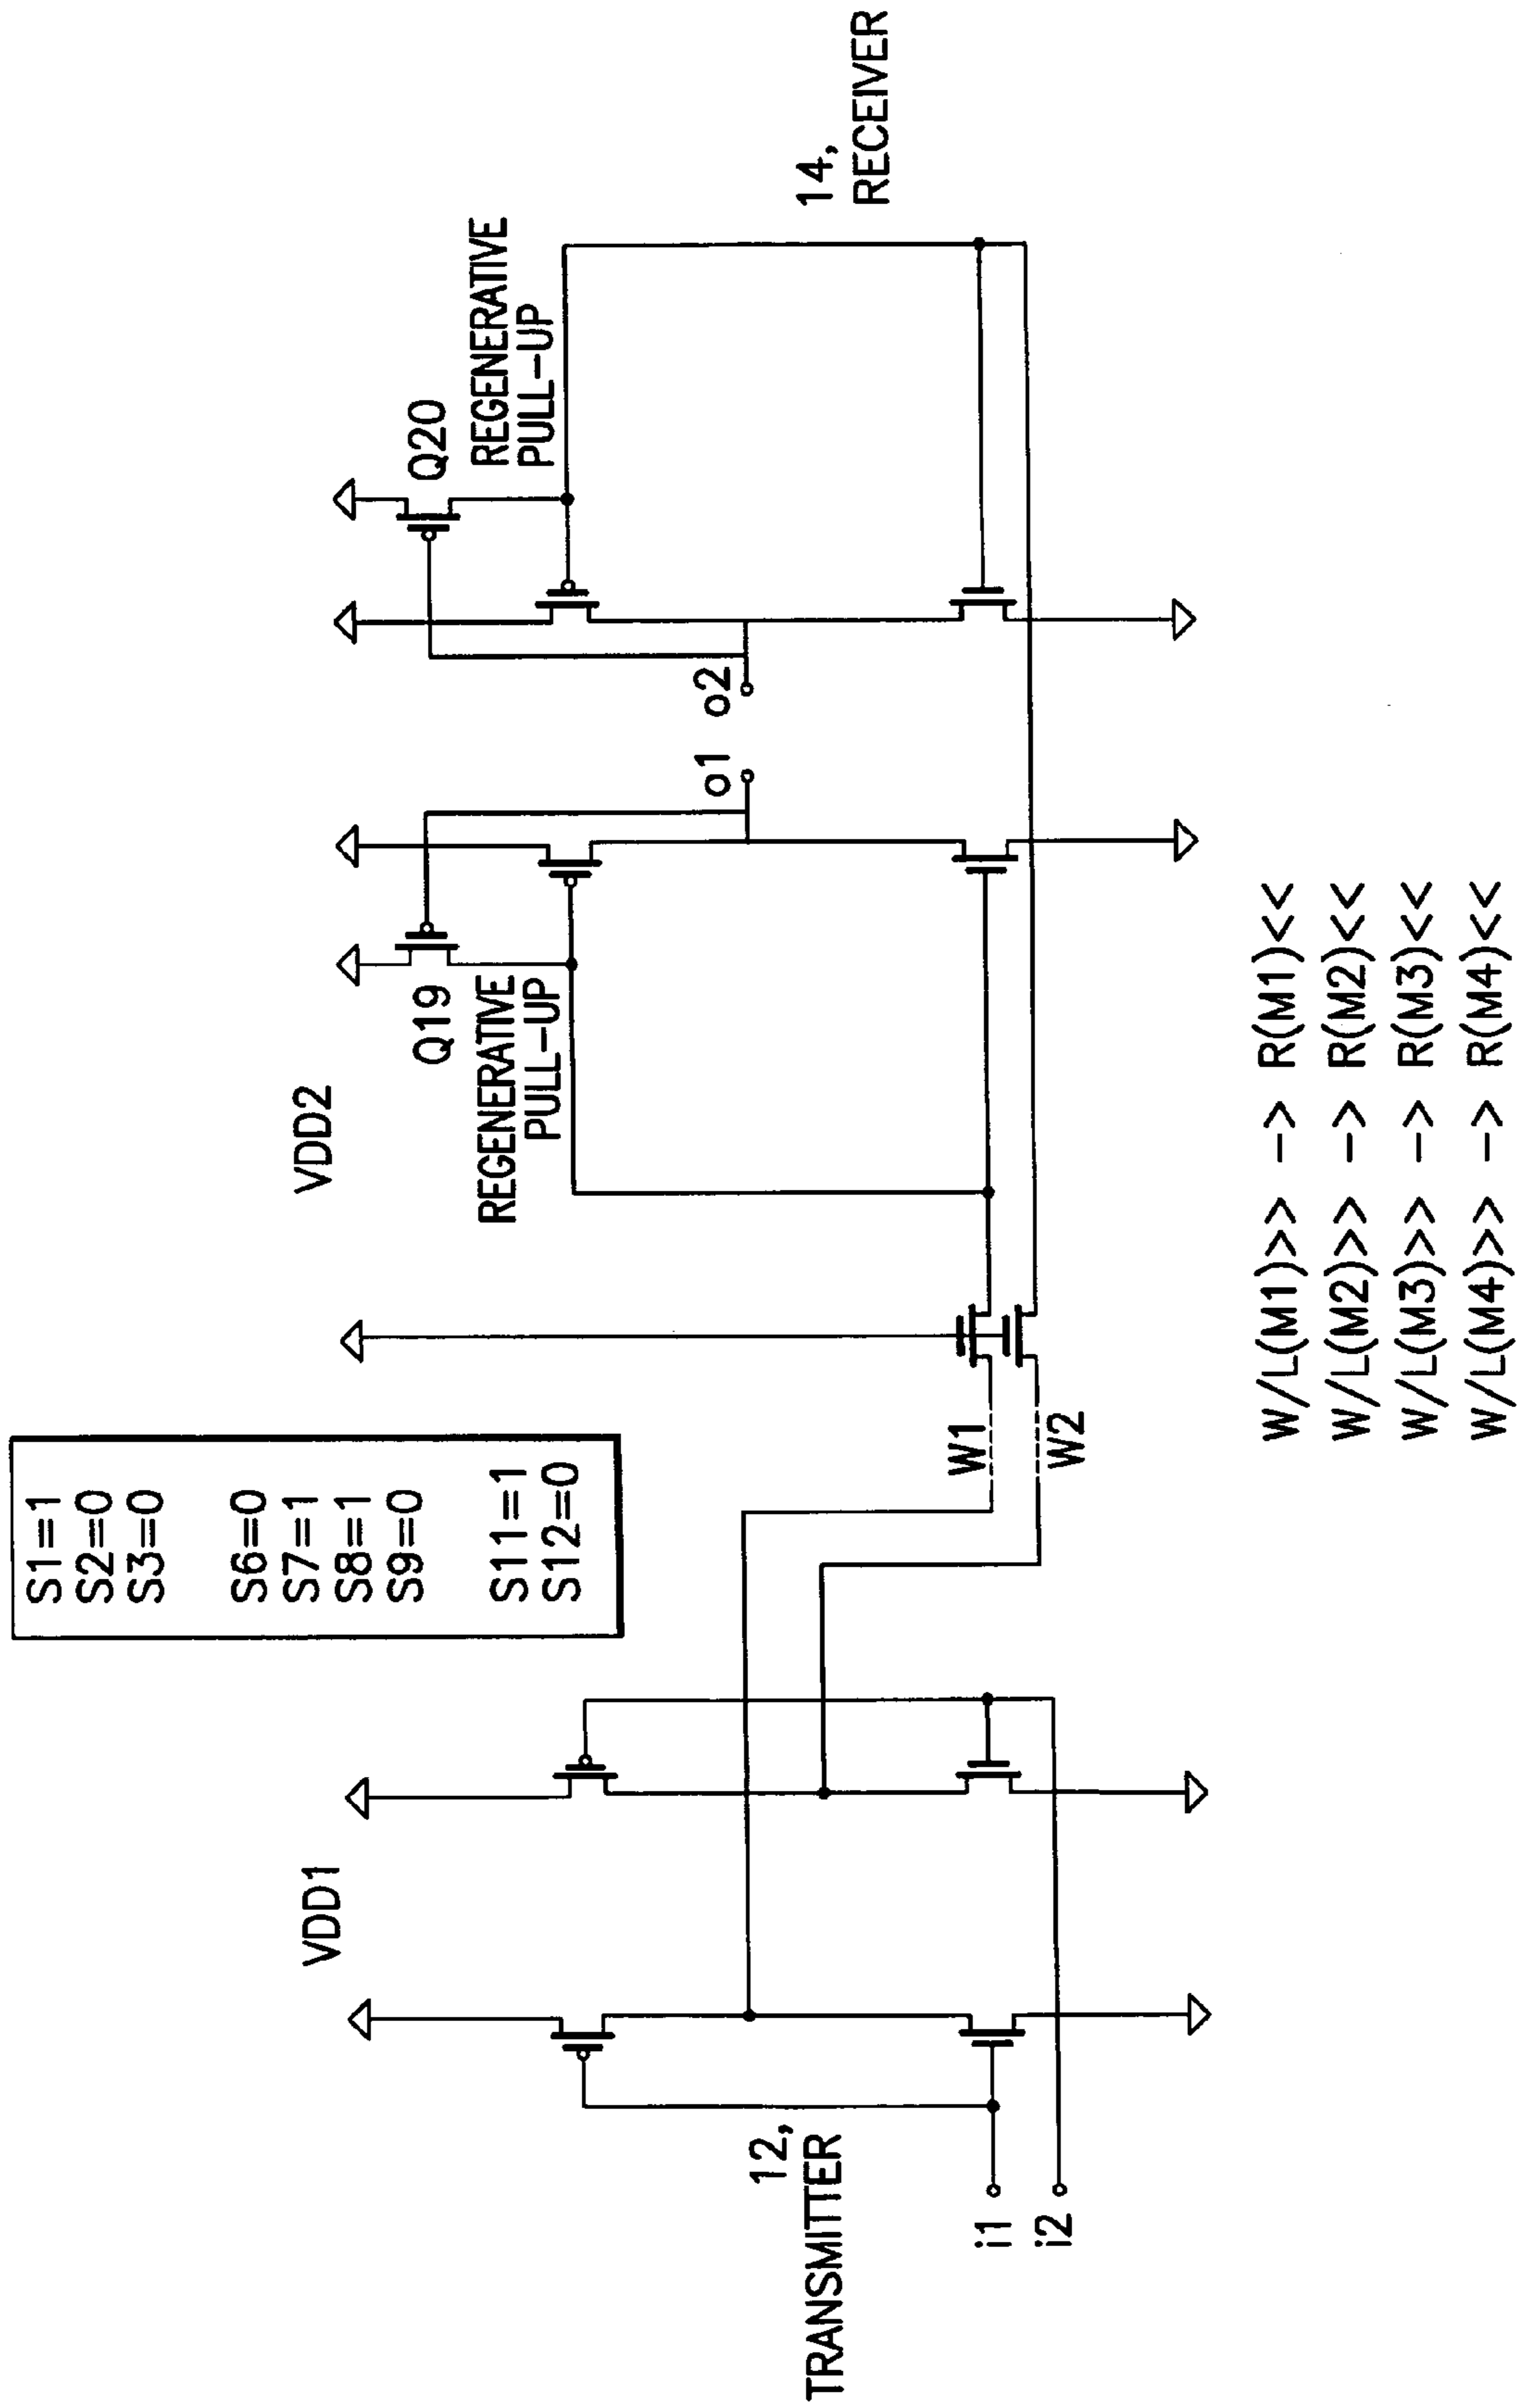 S1=1
S2=0
S3=0
S6=0
S7=1
S8=1
S9=0
S11=1
S12=0
VDD1
VDD2
Q19
REGENERATIVE
PULL-UP
Q20
REGENERATIVE
PULL-UP
o1
o2
12,
TRANSMITTER
14,
RECEIVER
i1
i2
W1
W2
W/L(M1)>> -> R(M1)<<
W/L(M2)>> -> R(M2)<<
W/L(M3)>> -> R(M3)<<
W/L(M4)>> -> R(M4)<<